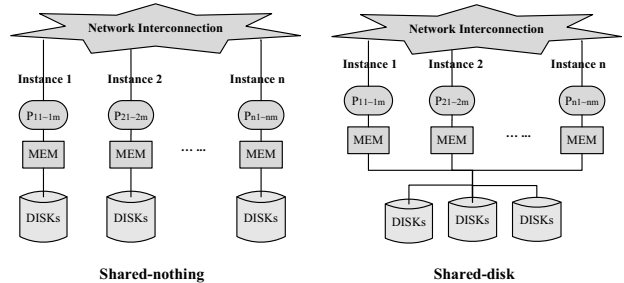 Network Interconnection
Instance 1
Instance 2
Instance n
P11–1m
P21–2m
Pn1–nm
MEM
MEM
... ...
MEM
DISKs
DISKs
DISKs
Shared-nothing
Network Interconnection
Instance 1
Instance 2
Instance n
P11–1m
P21–2m
Pn1–nm
MEM
MEM
... ...
MEM
DISKs
DISKs
DISKs
Shared-disk